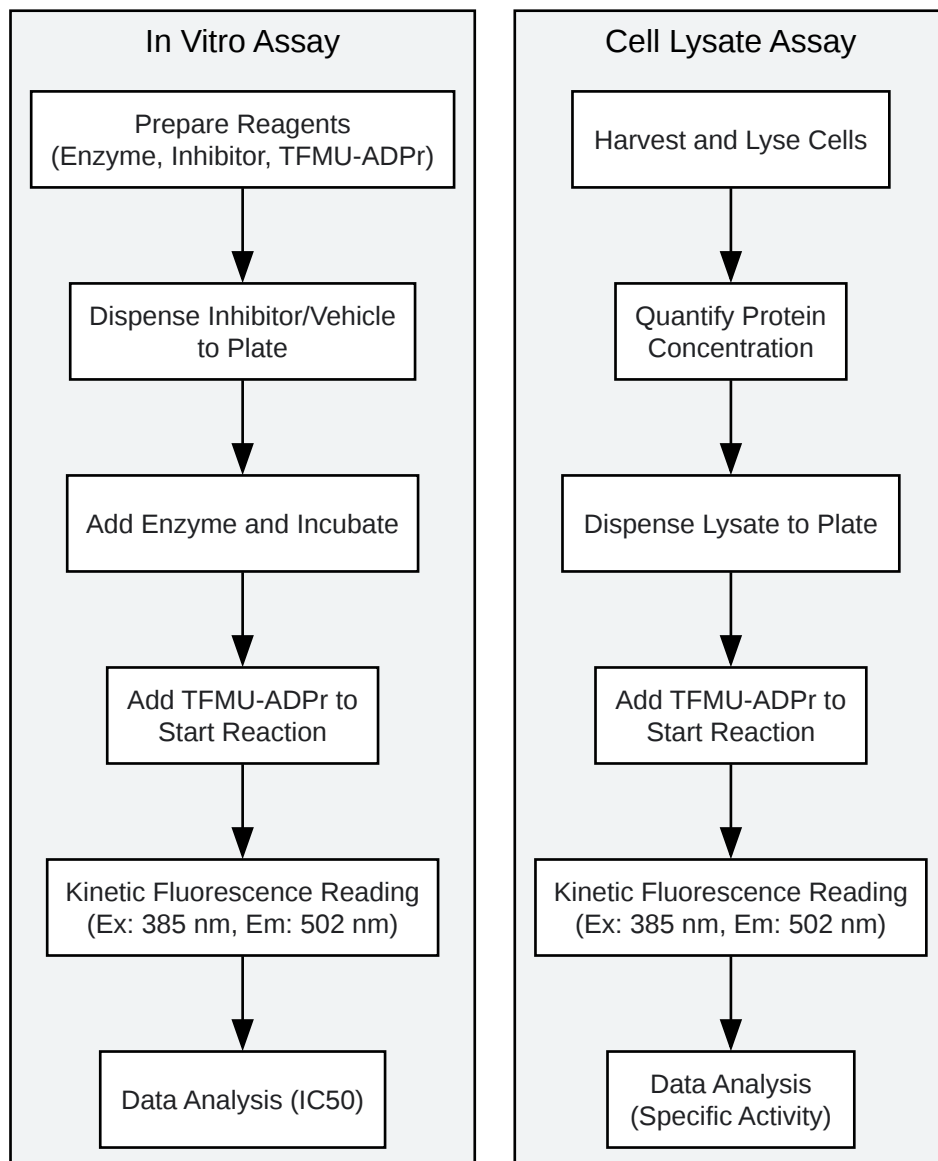 In Vitro Assay
Prepare Reagents
(Enzyme, Inhibitor, TFMU-ADPr)
Dispense Inhibitor/Vehicle
to Plate
Add Enzyme and Incubate
Add TFMU-ADPr to
Start Reaction
Kinetic Fluorescence Reading
(Ex: 385 nm, Em: 502 nm)
Data Analysis (IC50)
Cell Lysate Assay
Harvest and Lyse Cells
Quantify Protein
Concentration
Dispense Lysate to Plate
Add TFMU-ADPr to
Start Reaction
Kinetic Fluorescence Reading
(Ex: 385 nm, Em: 502 nm)
Data Analysis
(Specific Activity)